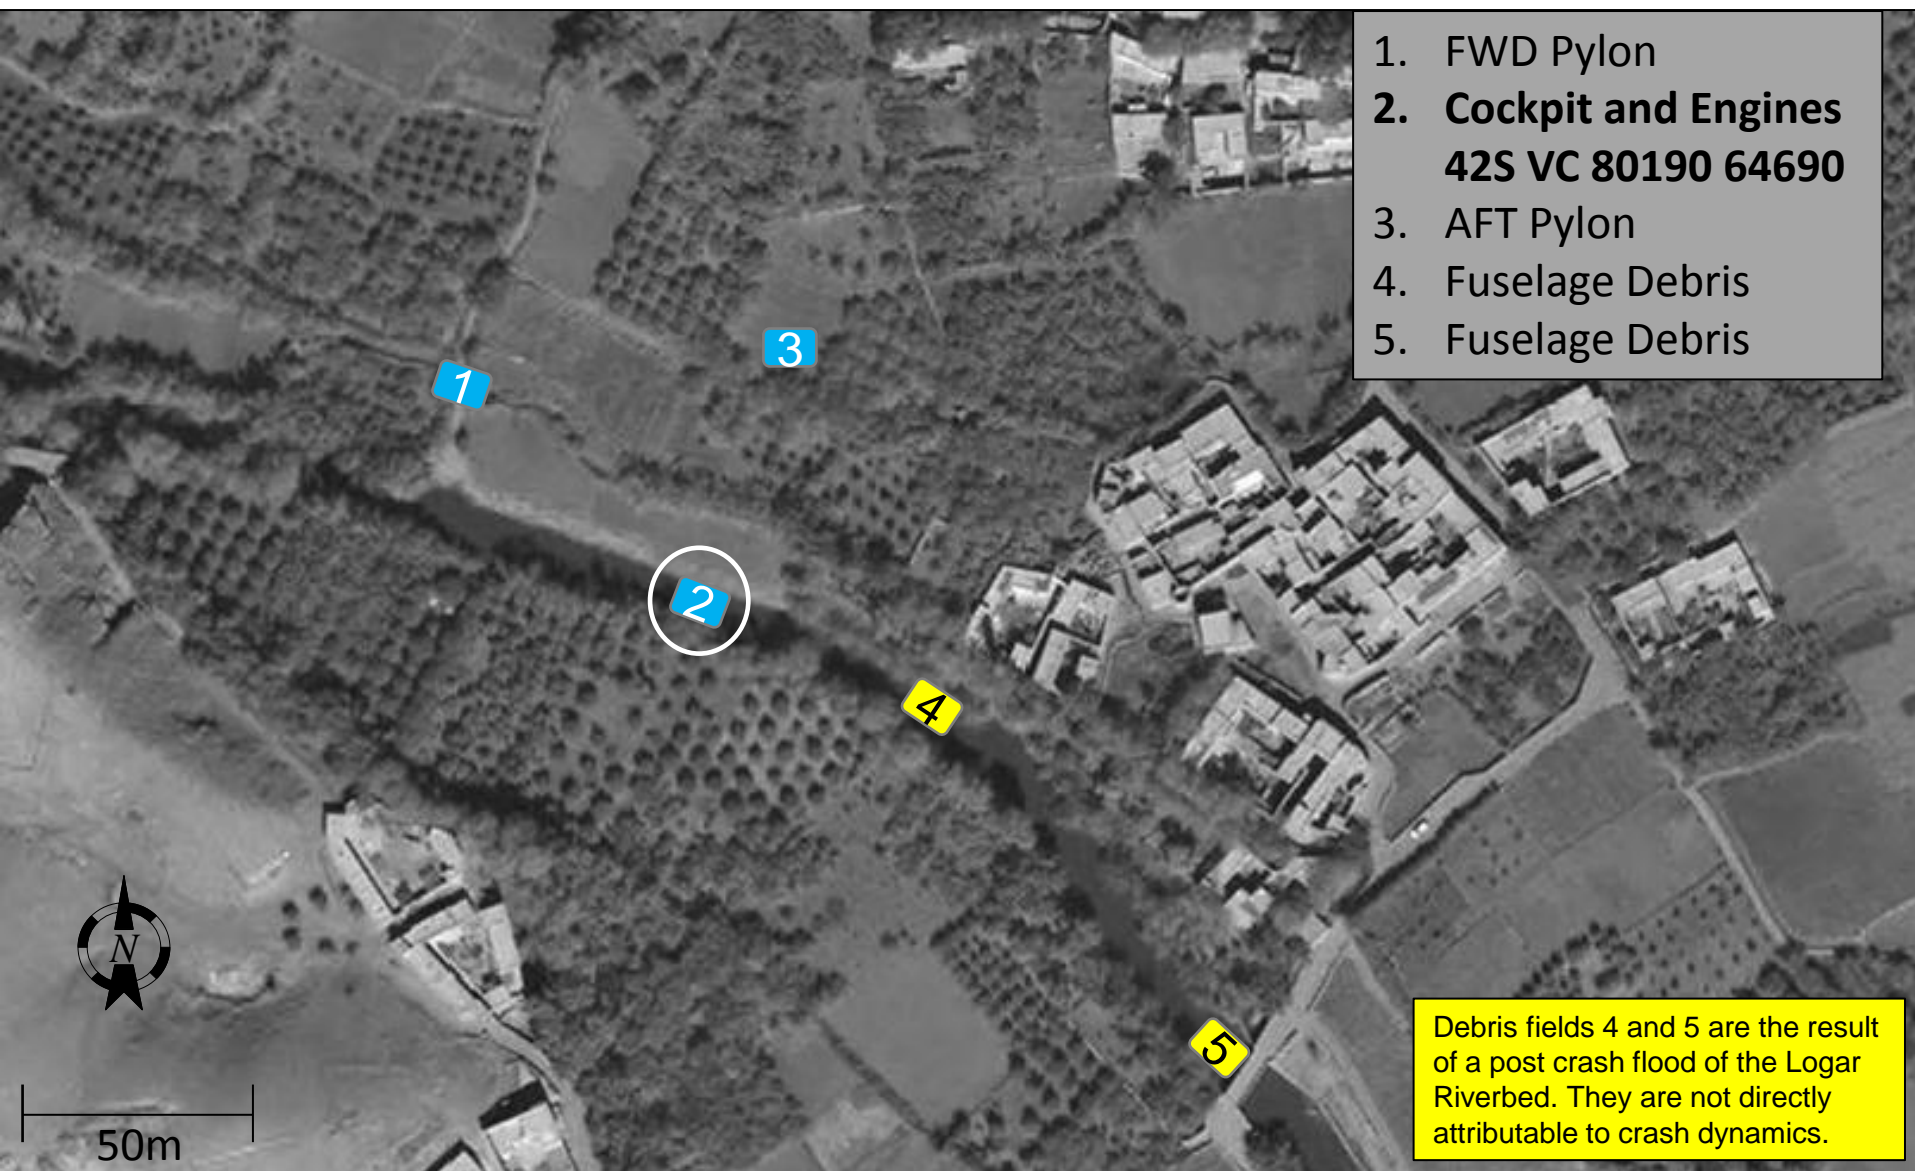 1. FWD Pylon
2. Cockpit and Engines
42S VC 80190 64690
3. AFT Pylon
4. Fuselage Debris
5. Fuselage Debris
3
1
2
4
5
N
50m
Debris fields 4 and 5 are the result
of a post crash flood of the Logar
Riverbed. They are not directly
attributable to crash dynamics.